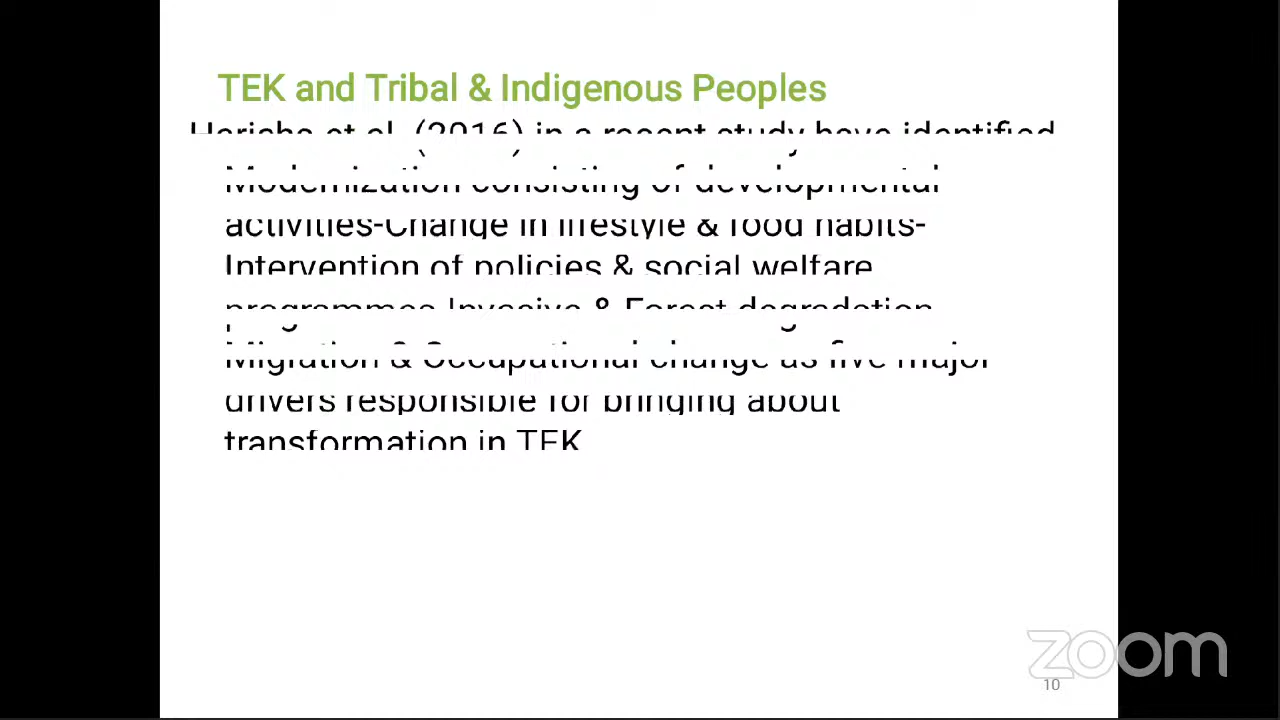 TEK and Tribal & Indigenous Peoples
et al. (2016) in a recent study have identified
Modernization consisting of developmental
activities-Change in lifestyle & food habits-
Intervention of policies & social welfare
programmes-Invasive & Forest degradation
Migration & Occupational change as five major
drivers responsible for bringing about
transformation in TEK
zoom
10